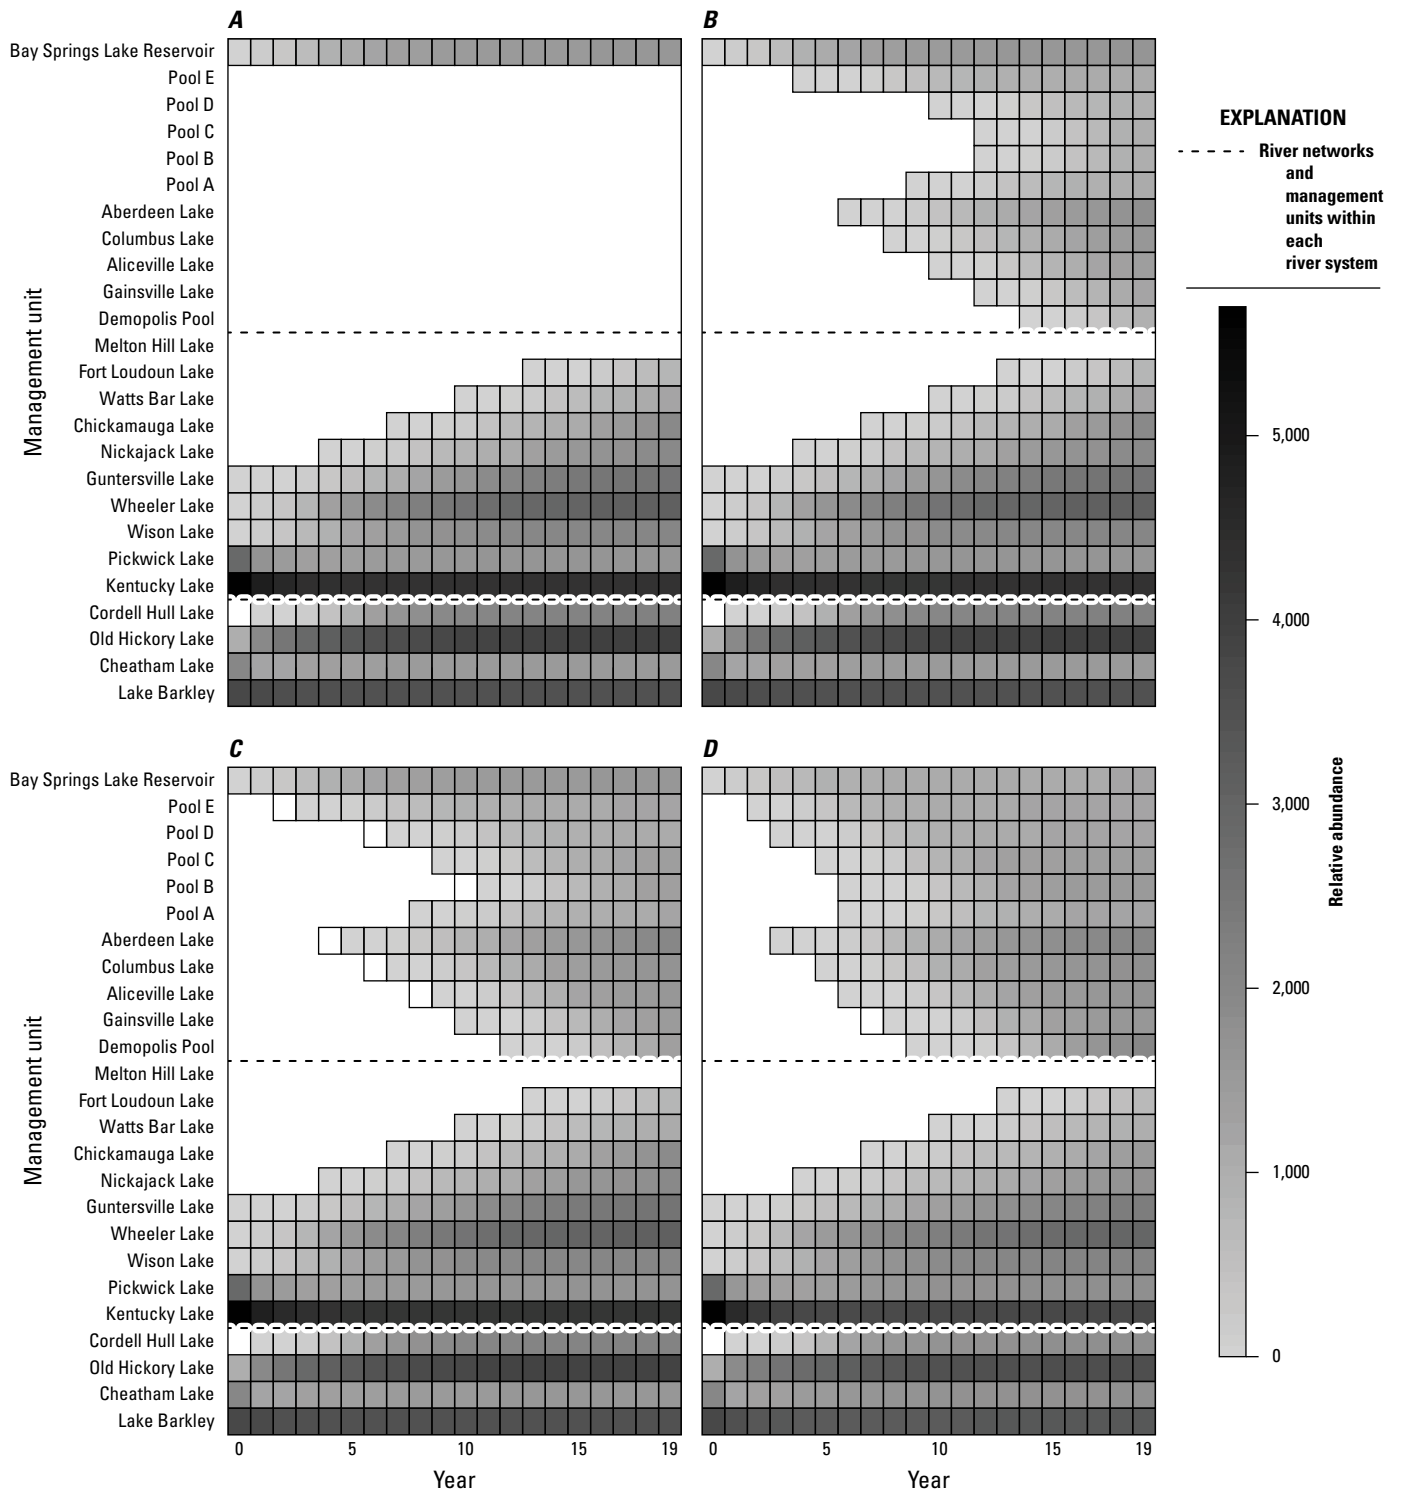 A
B
Bay Springs Lake Reservoir
Pool E
Pool D
Pool C
Pool B
Pool A
Aberdeen Lake
Columbus Lake
Aliceville Lake
Gainsville Lake
Demopolis Pool
Melton Hill Lake
Fort Loudoun Lake
Watts Bar Lake
Chickamauga Lake
Nickajack Lake
Guntersville Lake
Wheeler Lake
Wison Lake
Pickwick Lake
Kentucky Lake
Cordell Hull Lake
Old Hickory Lake
Cheatham Lake
Lake Barkley
Management unit
EXPLANATION
River networks
and
management
units within
each
river system
5,000
4,000
3,000
2,000
1,000
0
Relative abundance
C
D
Bay Springs Lake Reservoir
Pool E
Pool D
Pool C
Pool B
Pool A
Aberdeen Lake
Columbus Lake
Aliceville Lake
Gainsville Lake
Demopolis Pool
Melton Hill Lake
Fort Loudoun Lake
Watts Bar Lake
Chickamauga Lake
Nickajack Lake
Guntersville Lake
Wheeler Lake
Wison Lake
Pickwick Lake
Kentucky Lake
Cordell Hull Lake
Old Hickory Lake
Cheatham Lake
Lake Barkley
Management unit
0 5 10 15 19
Year
0 5 10 15 19
Year